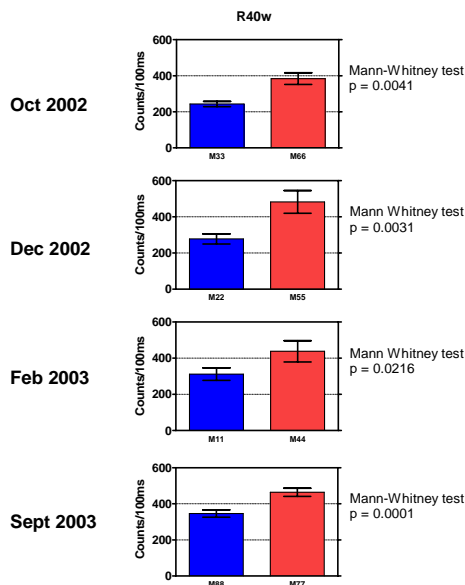 R40w
Oct 2002
Counts/100ms
600
400
200
0
M33
M66
Mann-Whitney test
p = 0.0041
Dec 2002
Counts/100ms
600
400
200
0
M22
M55
Mann Whitney test
p = 0.0031
Feb 2003
Counts/100ms
600
400
200
0
M11
M44
Mann Whitney test
p = 0.0216
Sept 2003
Counts/100ms
600
400
200
0
M88
M77
Mann-Whitney test
p = 0.0001